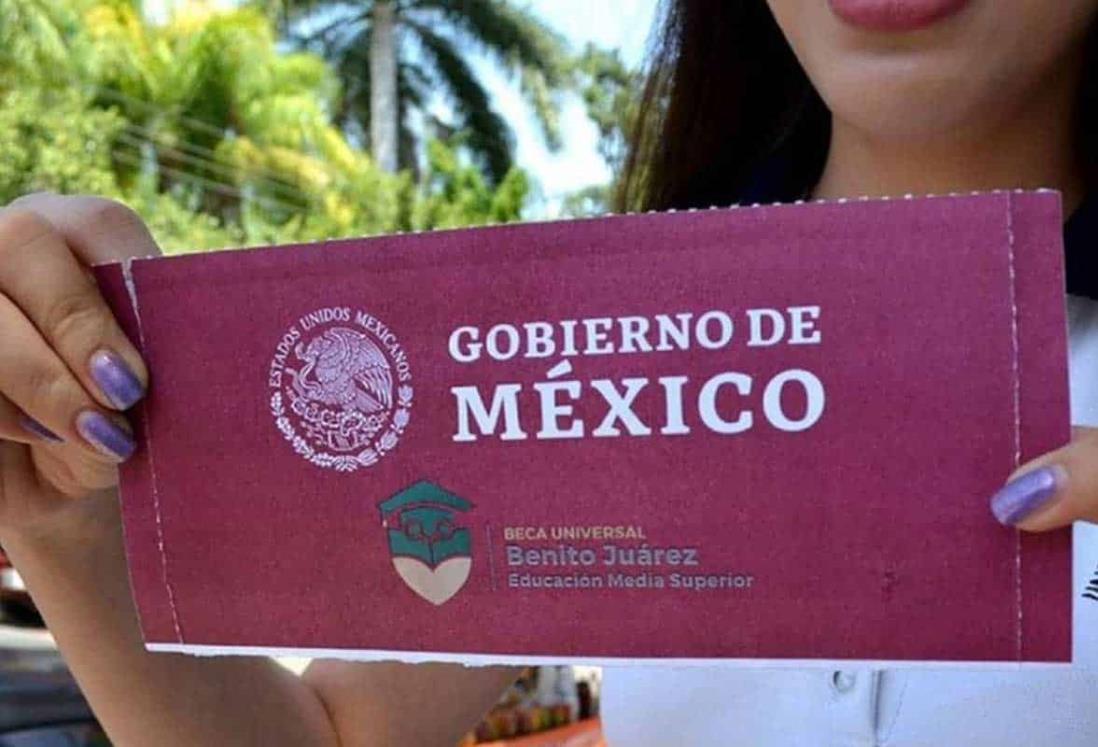 ESTADOS UNIDOS MEXICANOS
GOBIERNO DE
MÉXICO
BECA UNIVERSAL
Benito Juárez
Educación Media Superior